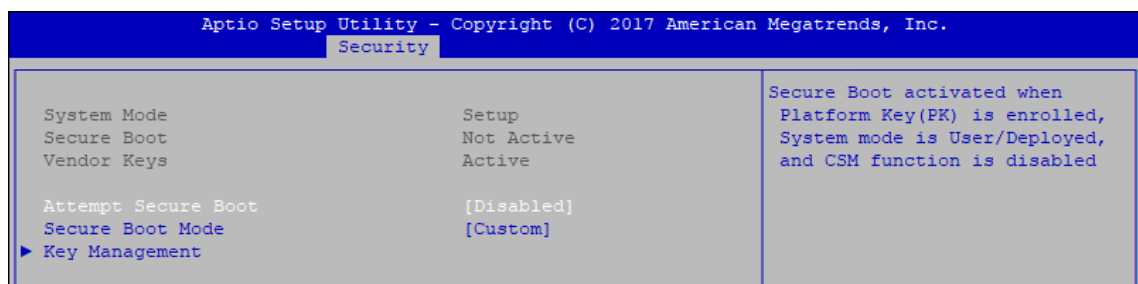 Aptio Setup Utility – Copyright (C) 2017 American Megatrends, Inc.
Security
System Mode Setup
Secure Boot Not Active
Vendor Keys Active
Attempt Secure Boot [Disabled]
Secure Boot Mode [Custom]
► Key Management
Secure Boot activated when
Platform Key(PK) is enrolled,
System mode is User/Deployed,
and CSM function is disabled